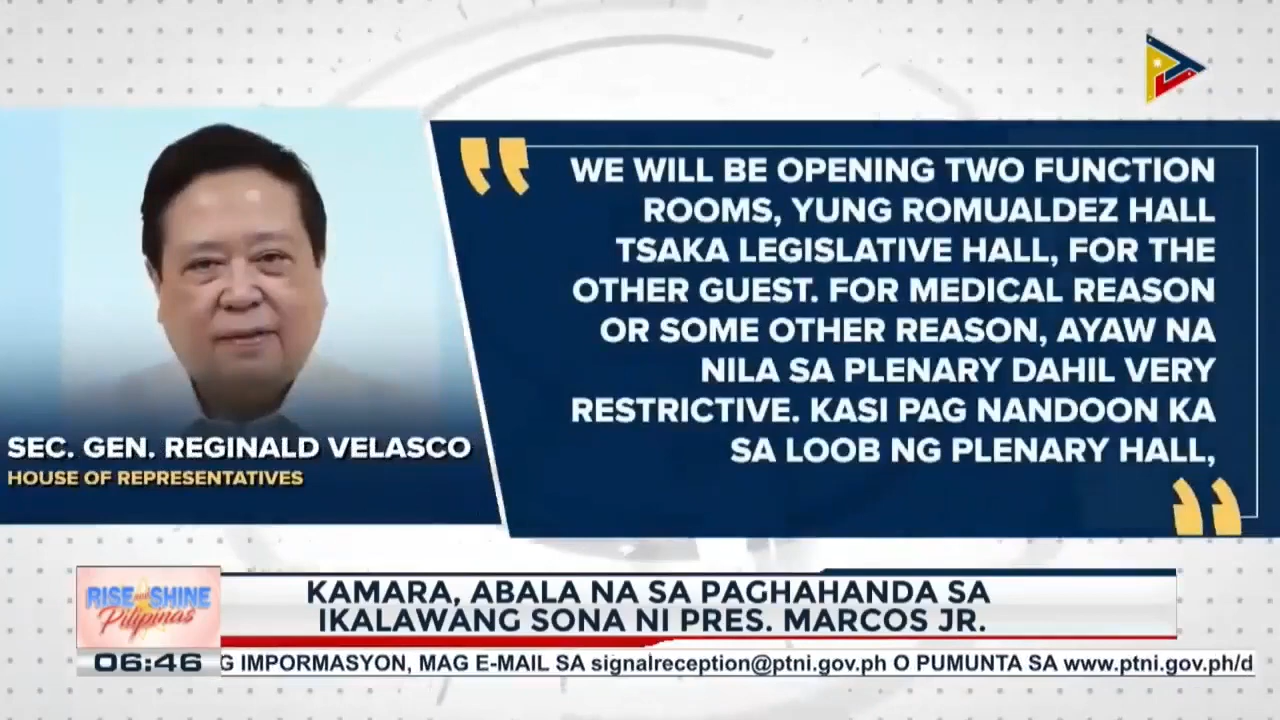 WE WILL BE OPENING TWO FUNCTION
ROOMS, YUNG ROMUALDEZ HALL
TSAKA LEGISLATIVE HALL, FOR THE
OTHER GUEST. FOR MEDICAL REASON
OR SOME OTHER REASON, AYAW NA
NILA SA PLENARY DAHIL VERY
RESTRICTIVE. KASI PAG NANDOON KA
SA LOOB NG PLENARY HALL,
SEC. GEN. REGINALD VELASCO
HOUSE OF REPRESENTATIVES
RISE and SHINE
Pilipinas
KAMARA, ABALA NA SA PAGHAHANDA SA
IKALAWANG SONA NI PRES. MARCOS JR.
06:46
G IMPORMASYON, MAG E-MAIL SA signalreception@ptni.gov.ph O PUMUNTA SA www.ptni.gov.ph/d